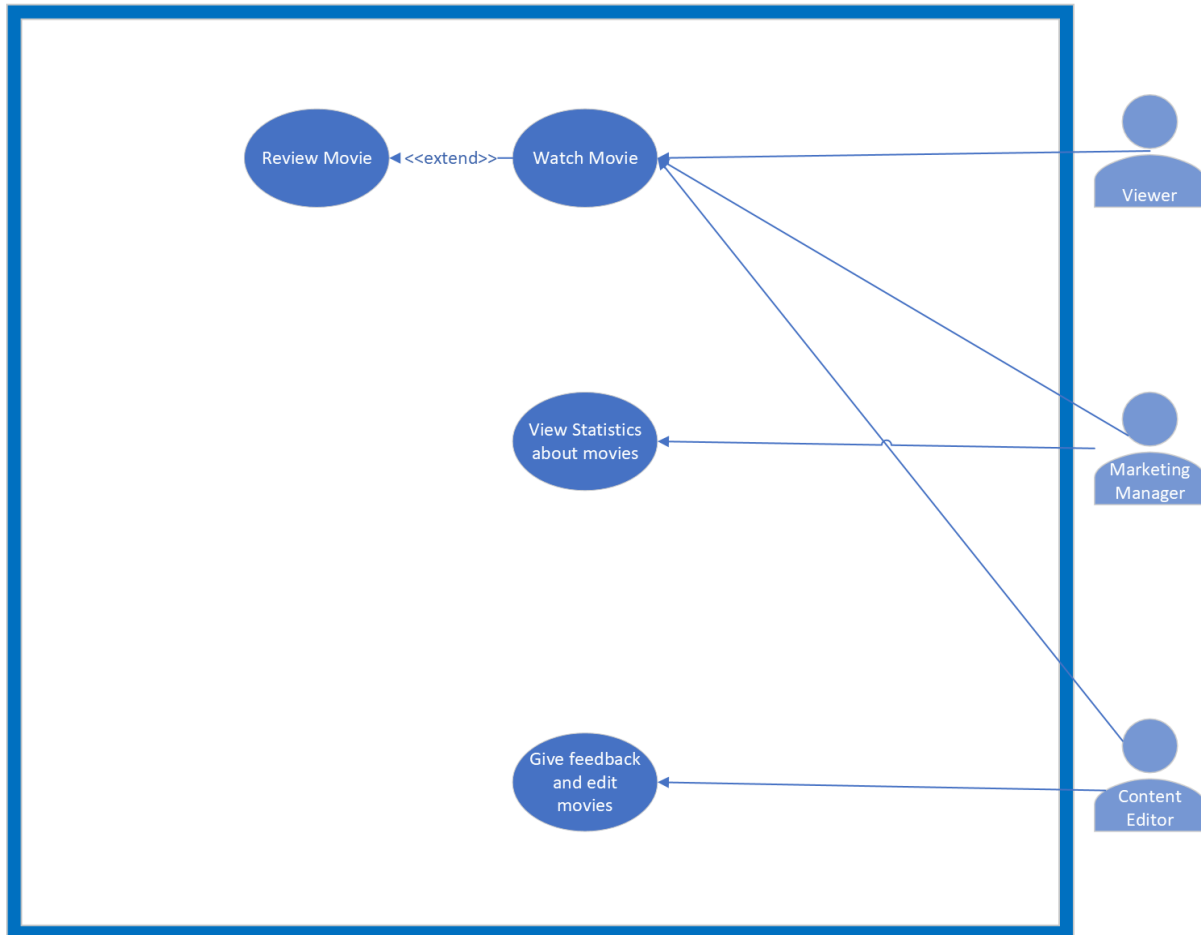 Review Movie
<<extend>>
Watch Movie
Viewer
View Statistics
about movies
Marketing
Manager
Give feedback
and edit
movies
Content
Editor